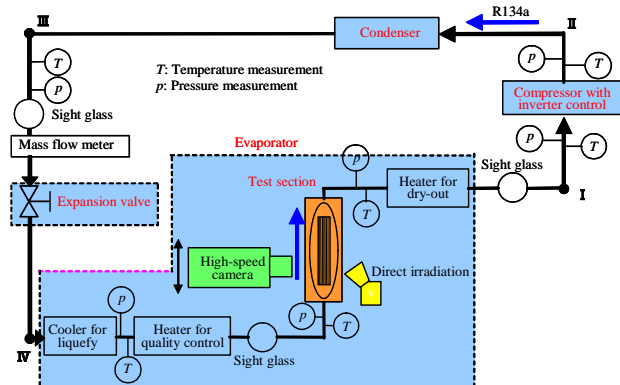 III
R134a
II
Condenser
T
p
p
T
T: Temperature measurement
p: Pressure measurement
Compressor with
inverter control
Sight glass
Mass flow meter
Evaporator
p
T
Sight glass
p
Test section
Heater for
dry-out
T
I
Expansion valve
High-speed
camera
Direct irradiation
p
p
T
IV
Cooler for
liquefy
Heater for
quality control
T
Sight glass